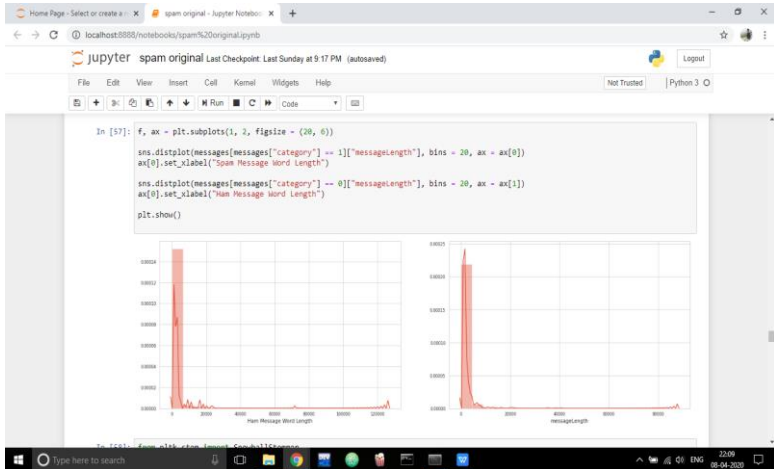 Home Page - Select or create a n
spam original - Jupyter Noteboo
localhost:8888/notebooks/spam%20original.ipynb
jupyter spam original Last Checkpoint: Last Sunday at 9:17 PM (autosaved)
Logout
File Edit View Insert Cell Kernel Widgets Help
Not Trusted
Python 3
Run
Code
In [57]: f, ax = plt.subplots(1, 2, figsize = (20, 6))
sns.distplot(messages[messages["category"] == 1]["messageLength"], bins = 20, ax = ax[0])
ax[0].set_xlabel("Spam Message Word Length")
sns.distplot(messages[messages["category"] == 0]["messageLength"], bins = 20, ax = ax[1])
ax[0].set_xlabel("Ham Message Word Length")
plt.show()
Ham Message Word Length
messageLength
Type here to search
ENG
22:09
08-04-2020